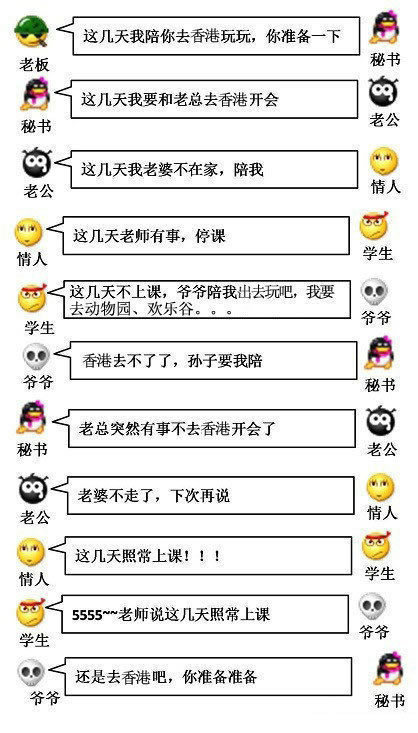 这几天我陪你去香港玩玩，你准备一下
老板
秘书
这几天我要和老总去香港开会
秘书
老公
这几天我老婆不在家，陪我
老公
情人
这几天老师有事，停课
情人
学生
这几天不上课，爷爷陪我出去玩吧，我要
去动物园、欢乐谷。。。
学生
爷爷
香港去不了了，孙子要我陪
爷爷
秘书
老总突然有事不去香港开会了
秘书
老公
老婆不走了，下次再说
老公
情人
这几天照常上课！！！
情人
学生
5555~~老师说这几天照常上课
学生
爷爷
还是去香港吧，你准备准备
爷爷
秘书